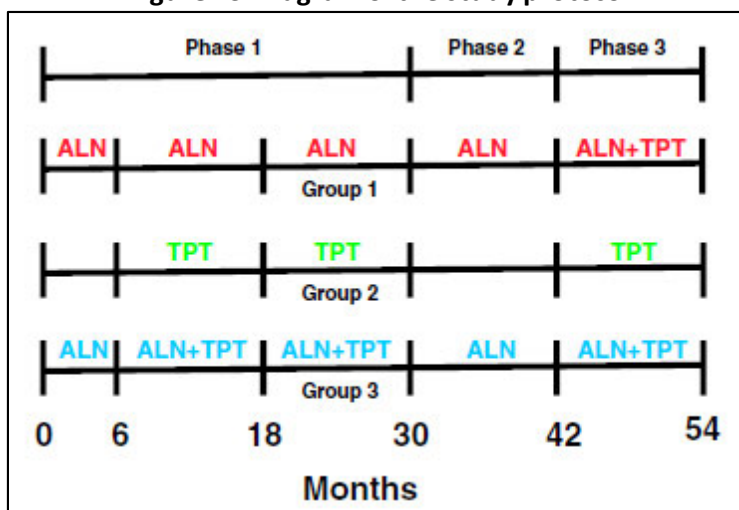 Phase 1 Phase 2 Phase 3
ALN ALN ALN ALN ALN+TPT
Group 1
TPT TPT TPT
Group 2
ALN ALN+TPT ALN+TPT ALN ALN+TPT
Group 3
0 6 18 30 42 54
Months